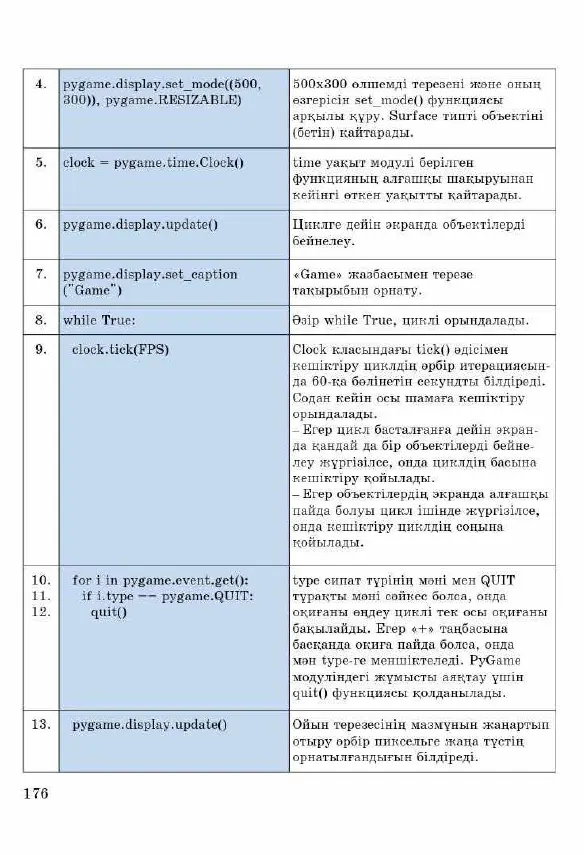 4. pygame.display.set_mode((500,
300)), pygame.RESIZABLE)
500x300 өлшемді терезені және оның
өзгерісін set_mode() функциясы
арқылы құру. Surface типті объектіні
(бетін) қайтарады.
5. clock = pygame.time.Clock()
time уақыт модулі берілген
функцияның алғашқы шақыруынан
кейінгі өткен уақытты қайтарады.
6. pygame.display.update()
Циклге дейін экранда объектілерді
бейнелеу.
7. pygame.display.set_caption
("Game")
«Game» жазбасымен терезе
тақырыбын орнату.
8. while True:
Әзір while True, циклі орындалады.
9. clock.tick(FPS)
Clock класындағы tick() әдісімен
кешіктіру циклдің әрбір итерациясын-
да 60-қа бөлінетін секундты білдіреді.
Содан кейін осы шамаға кешіктіру
орындалады.
– Егер цикл басталғанға дейін экран-
да қандай да бір объектілерді бейне-
леу жүргізілсе, онда циклдің басына
кешіктіру қойылады.
– Егер объектілердің экранда алғашқы
пайда болуы цикл ішінде жүргізілсе,
онда кешіктіру циклдің соңына
қойылады.
10. for i in pygame.event.get():
11. if i.type == pygame.QUIT:
12. quit()
type сипат түрінің мәні мен QUIT
тұрақты мәні сәйкес болса, онда
оқиғаны өңдеу циклі тек осы оқиғаны
бақылайды. Егер «+» таңбасына
басқанда оқиға пайда болса, онда
мән type-ге меншіктеледі. PyGame
модуліндегі жұмысты аяқтау үшін
quit() функциясы қолданылады.
13. pygame.display.update()
Ойын терезесінің мазмұнын жаңартып
отыру әрбір пиксельге жаңа түстің
орнатылғандығын білдіреді.
176